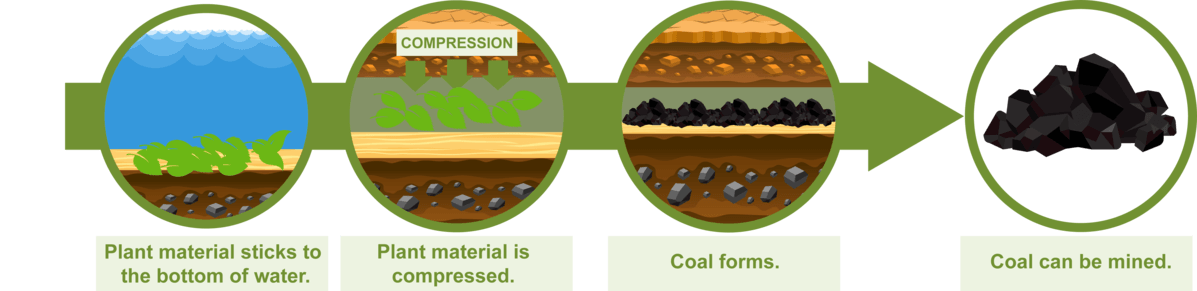 COMPRESSION
Plant material sticks to
the bottom of water.
Plant material is
compressed.
Coal forms.
Coal can be mined.